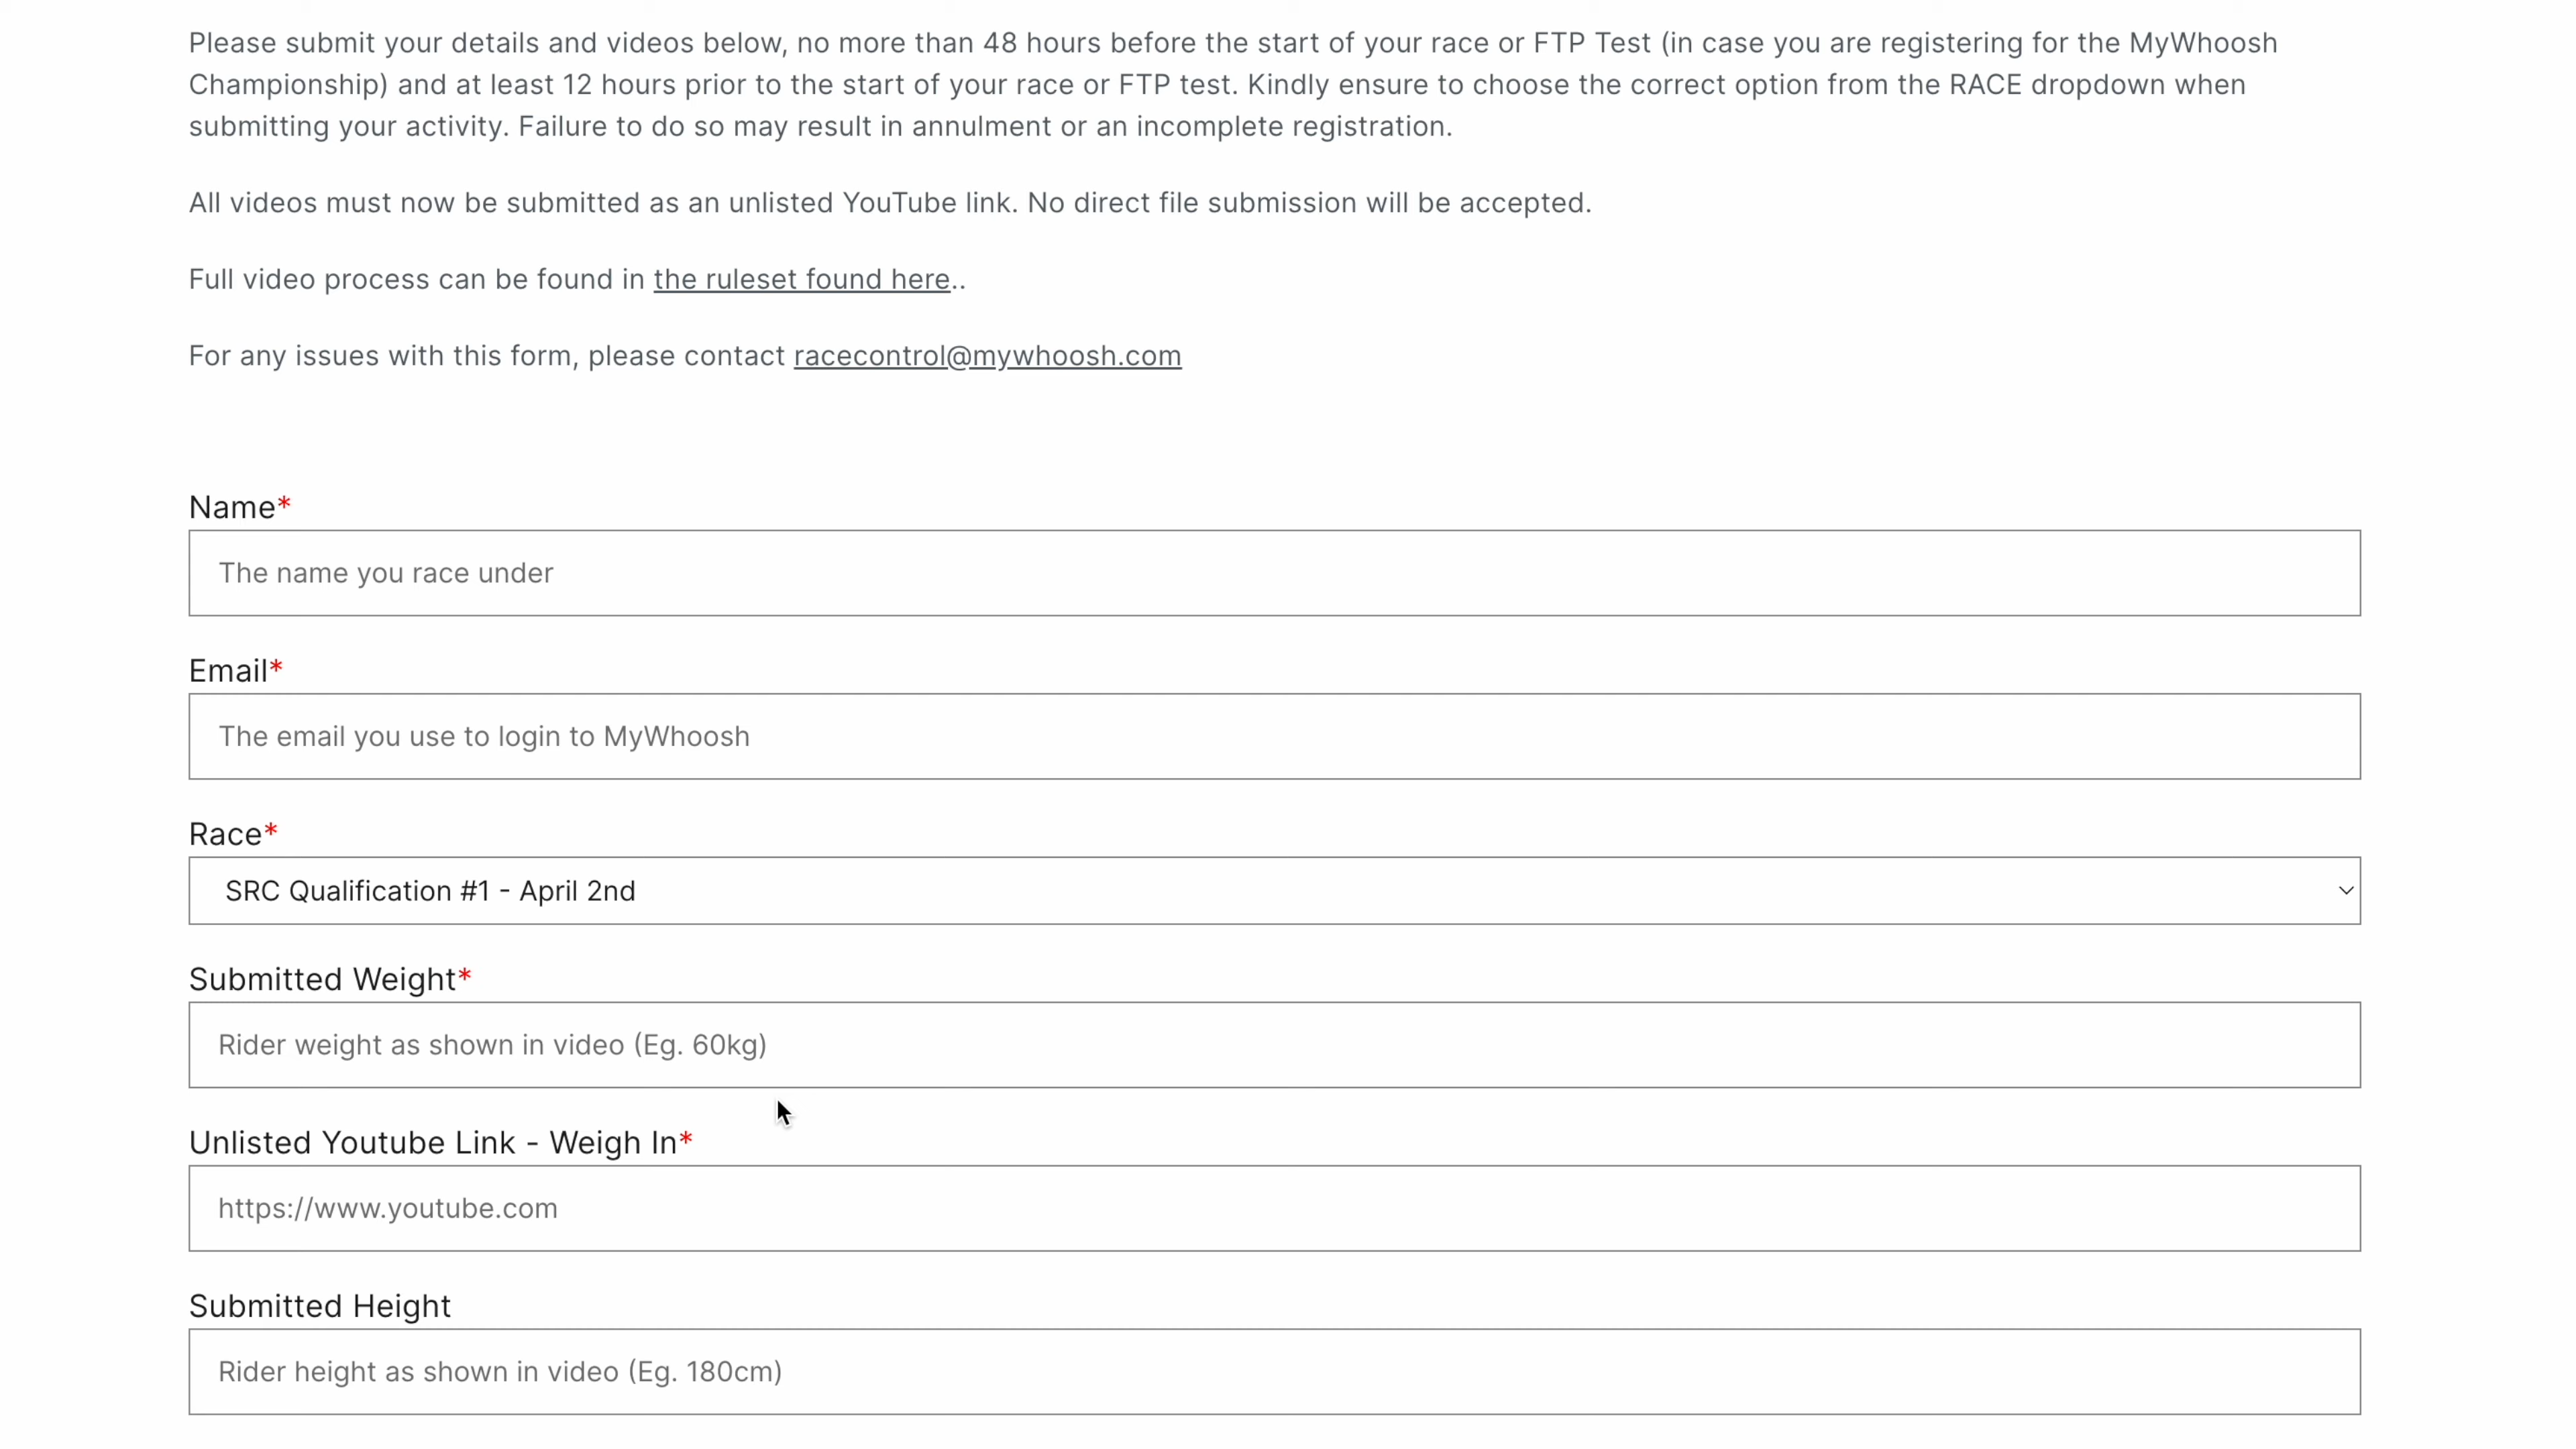 Please submit your details and videos below, no more than 48 hours before the start of your race or FTP Test (in case you are registering for the MyWhoosh
Championship) and at least 12 hours prior to the start of your race or FTP test. Kindly ensure to choose the correct option from the RACE dropdown when
submitting your activity. Failure to do so may result in annulment or an incomplete registration.
All videos must now be submitted as an unlisted YouTube link. No direct file submission will be accepted.
Full video process can be found in the ruleset found here..
For any issues with this form, please contact racecontrol@mywhoosh.com
Name*
The name you race under
Email*
The email you use to login to MyWhoosh
Race*
SRC Qualification #1 - April 2nd
Submitted Weight*
Rider weight as shown in video (Eg. 60kg)
Unlisted Youtube Link - Weigh In*
https://www.youtube.com
Submitted Height
Rider height as shown in video (Eg. 180cm)